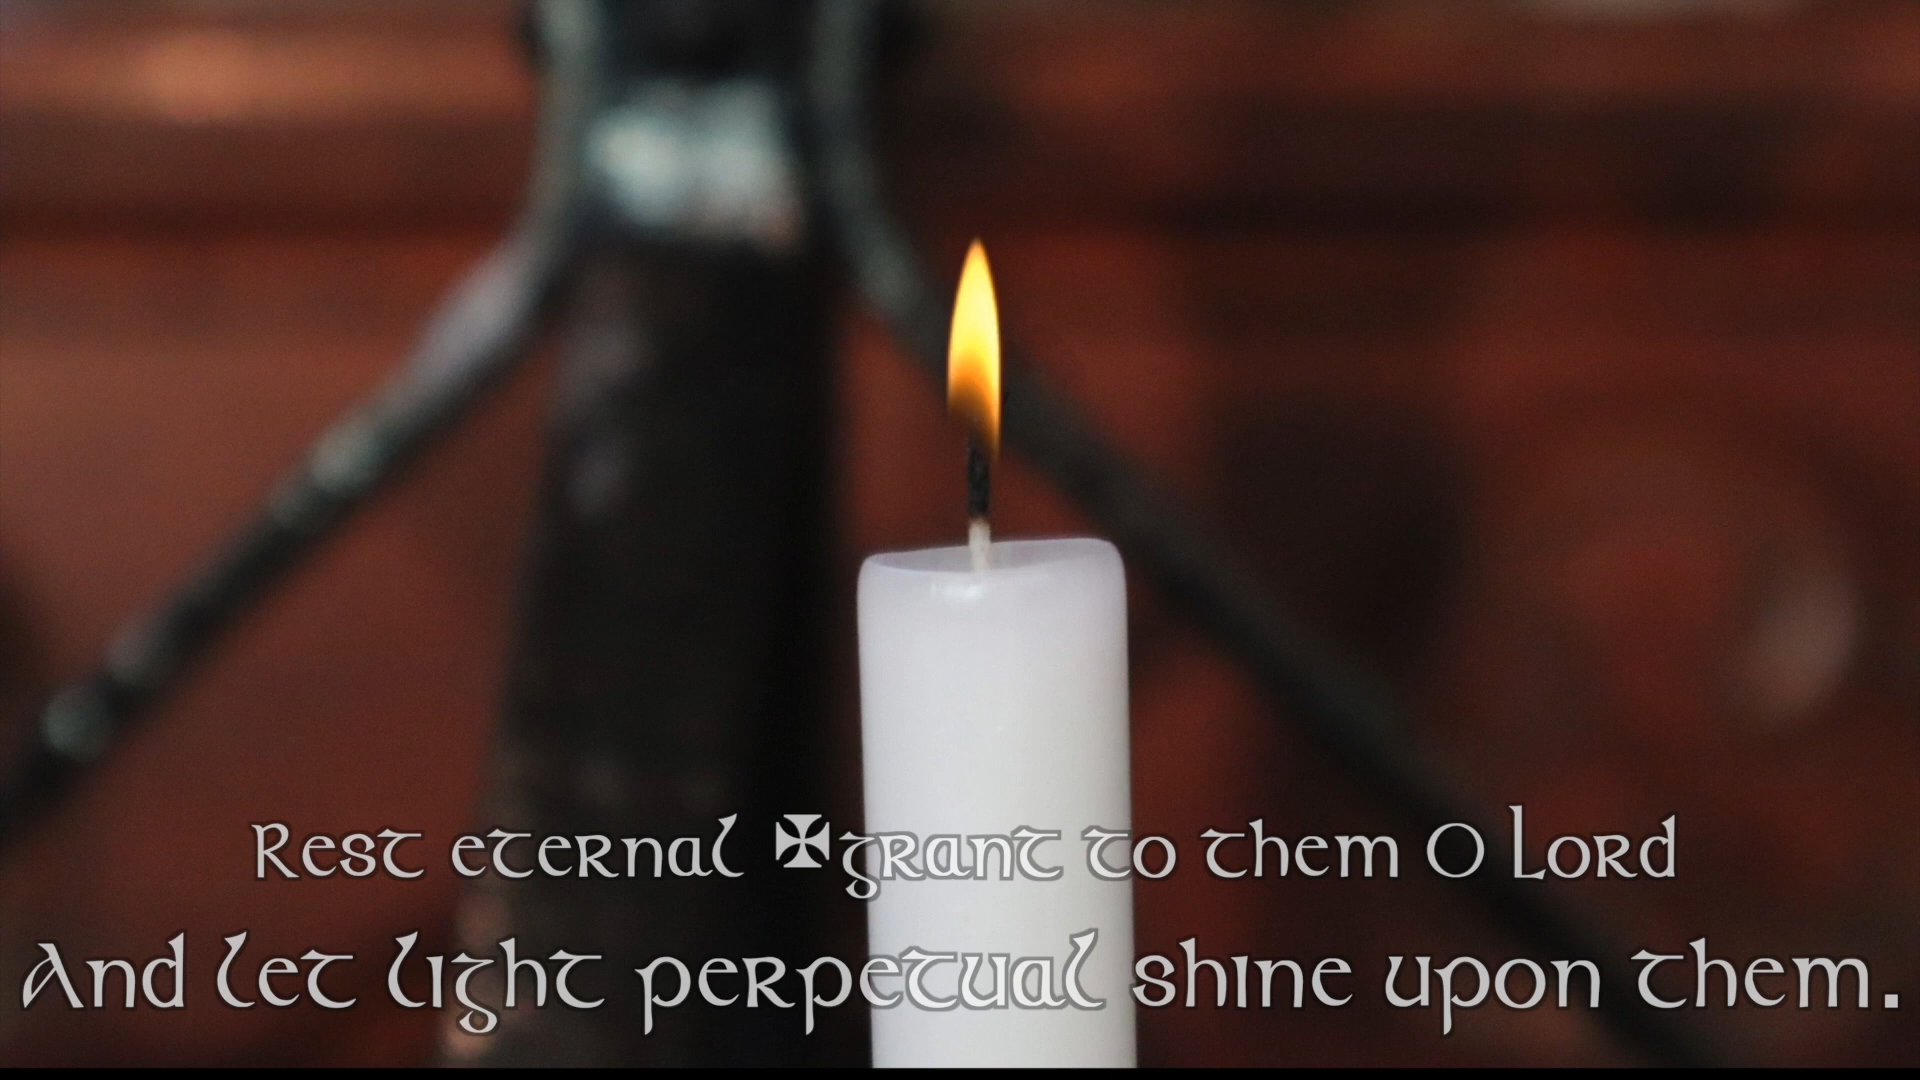 Rest eternal ✠grant to them O Lord
And let light perpetual shine upon them.